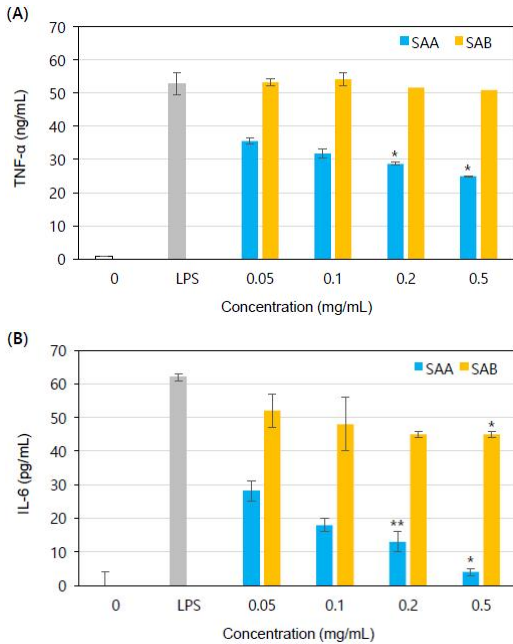 (A)
70
60
50
40
30
20
10
0
TNF-α (ng/mL)
SAA SAB
* *
0 LPS 0.05 0.1 0.2 0.5
Concentration (mg/mL)
(B)
70
60
50
40
30
20
10
0
IL-6 (pg/mL)
SAA SAB
*
** *
0 LPS 0.05 0.1 0.2 0.5
Concentration (mg/mL)